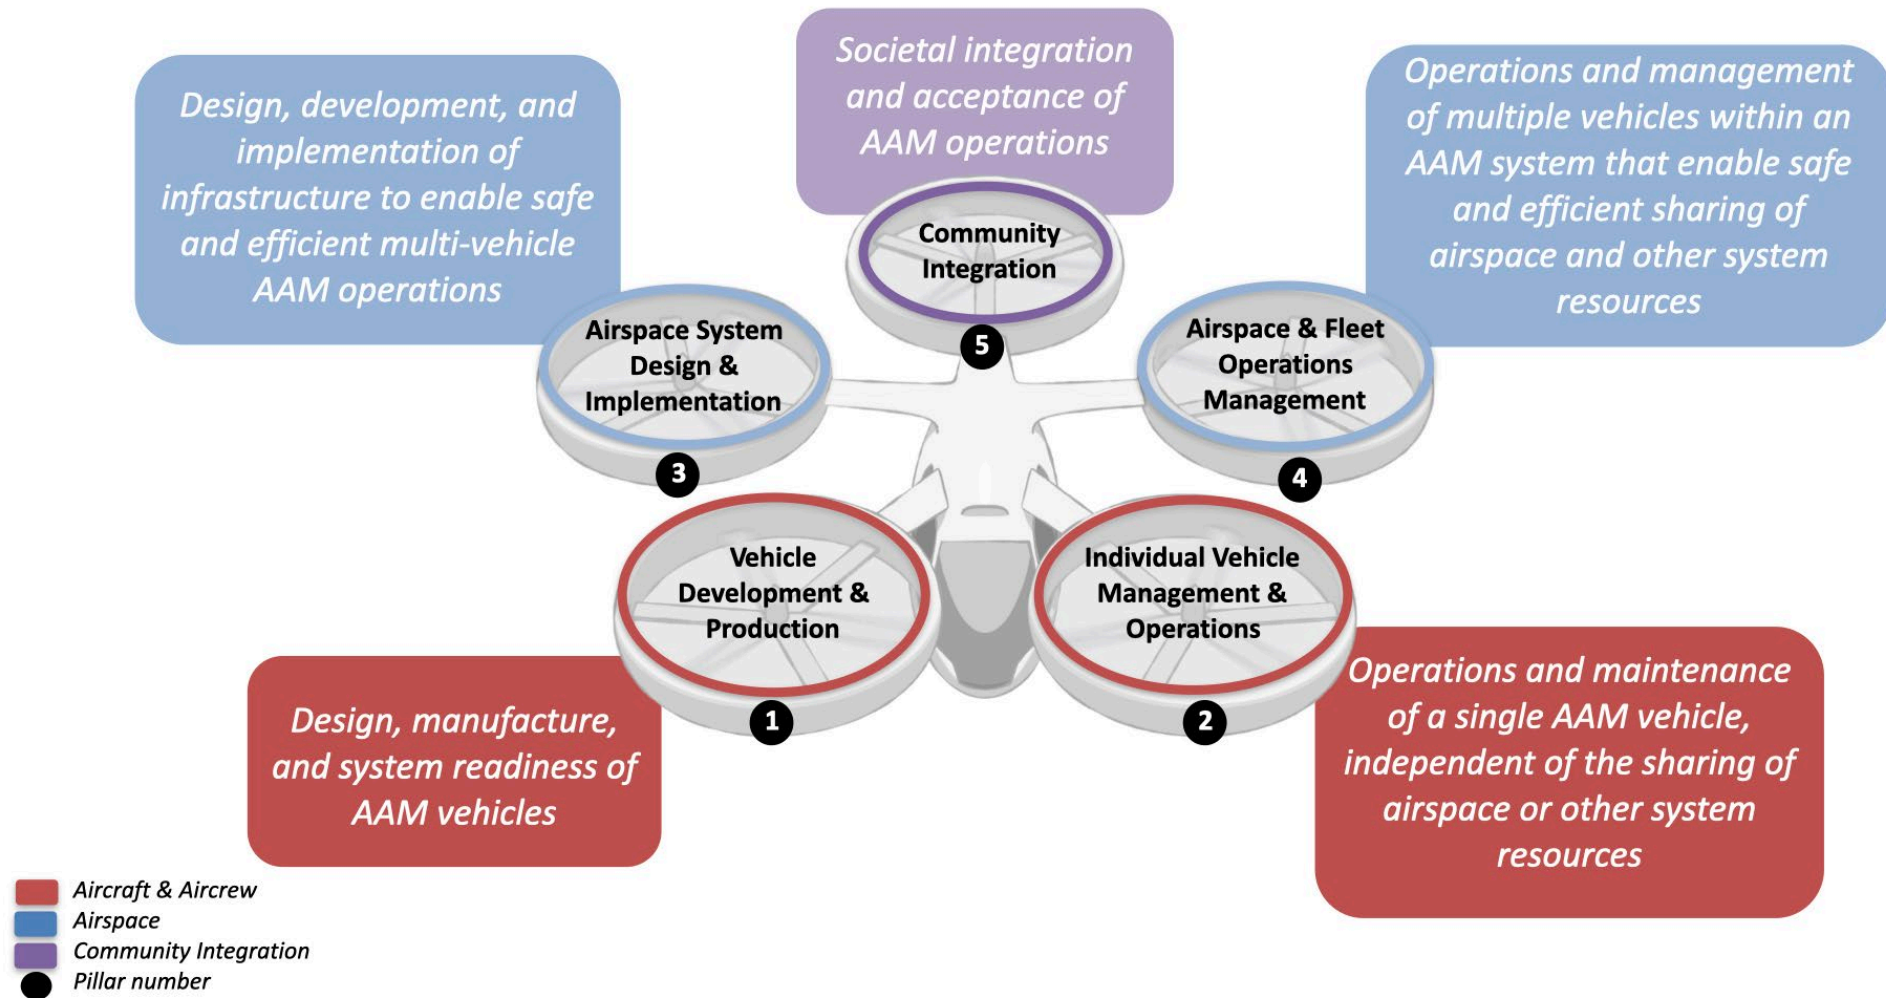 Societal integration
and acceptance of
AAM operations
Community
Integration
5
Design, development, and
implementation of
infrastructure to enable safe
and efficient multi-vehicle
AAM operations
Airspace System
Design &
Implementation
3
Operations and management
of multiple vehicles within an
AAM system that enable safe
and efficient sharing of
airspace and other system
resources
Airspace & Fleet
Operations
Management
4
Vehicle
Development &
Production
1
Design, manufacture,
and system readiness of
AAM vehicles
Individual Vehicle
Management &
Operations
2
Operations and maintenance
of a single AAM vehicle,
independent of the sharing of
airspace or other system
resources
Aircraft & Aircrew
Airspace
Community Integration
Pillar number